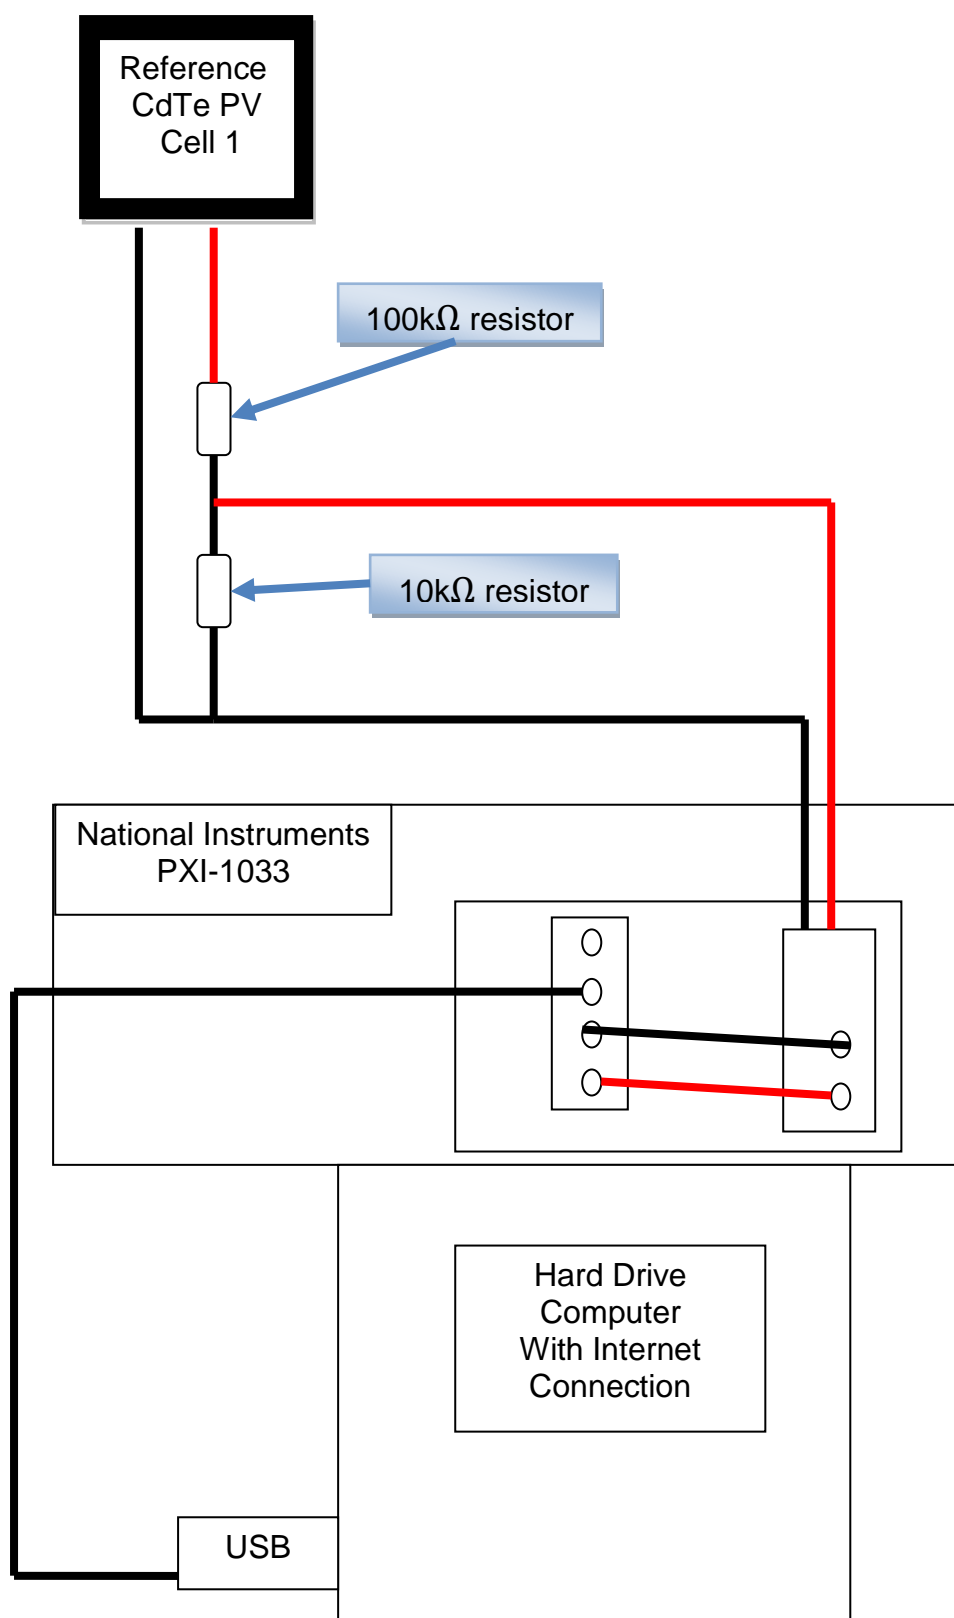 Reference
CdTe PV
Cell 1
100kΩ resistor
10kΩ resistor
National Instruments
PXI-1033
Hard Drive
Computer
With Internet
Connection
USB